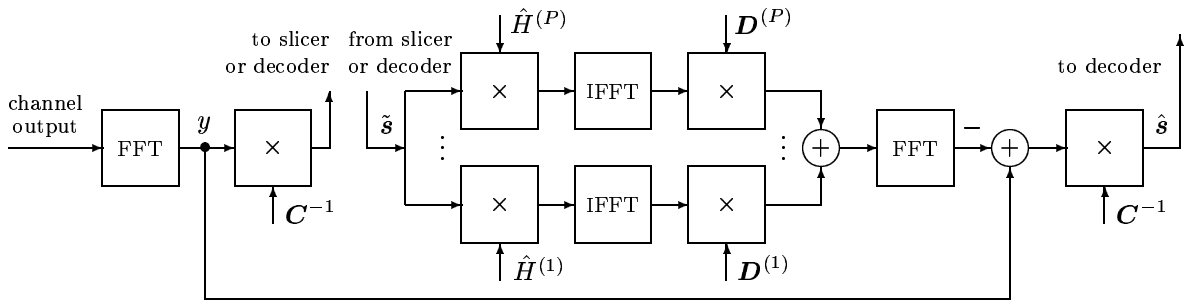 channel
output
FFT
y
×
C⁻¹
to slicer
or decoder
from slicer
or decoder
s̃
Ĥ⁽ᴾ⁾
×
IFFT
D⁽ᴾ⁾
×
⋮
⋮
×
Ĥ⁽¹⁾
IFFT
×
D⁽¹⁾
+
FFT
−
+
×
C⁻¹
ŝ
to decoder